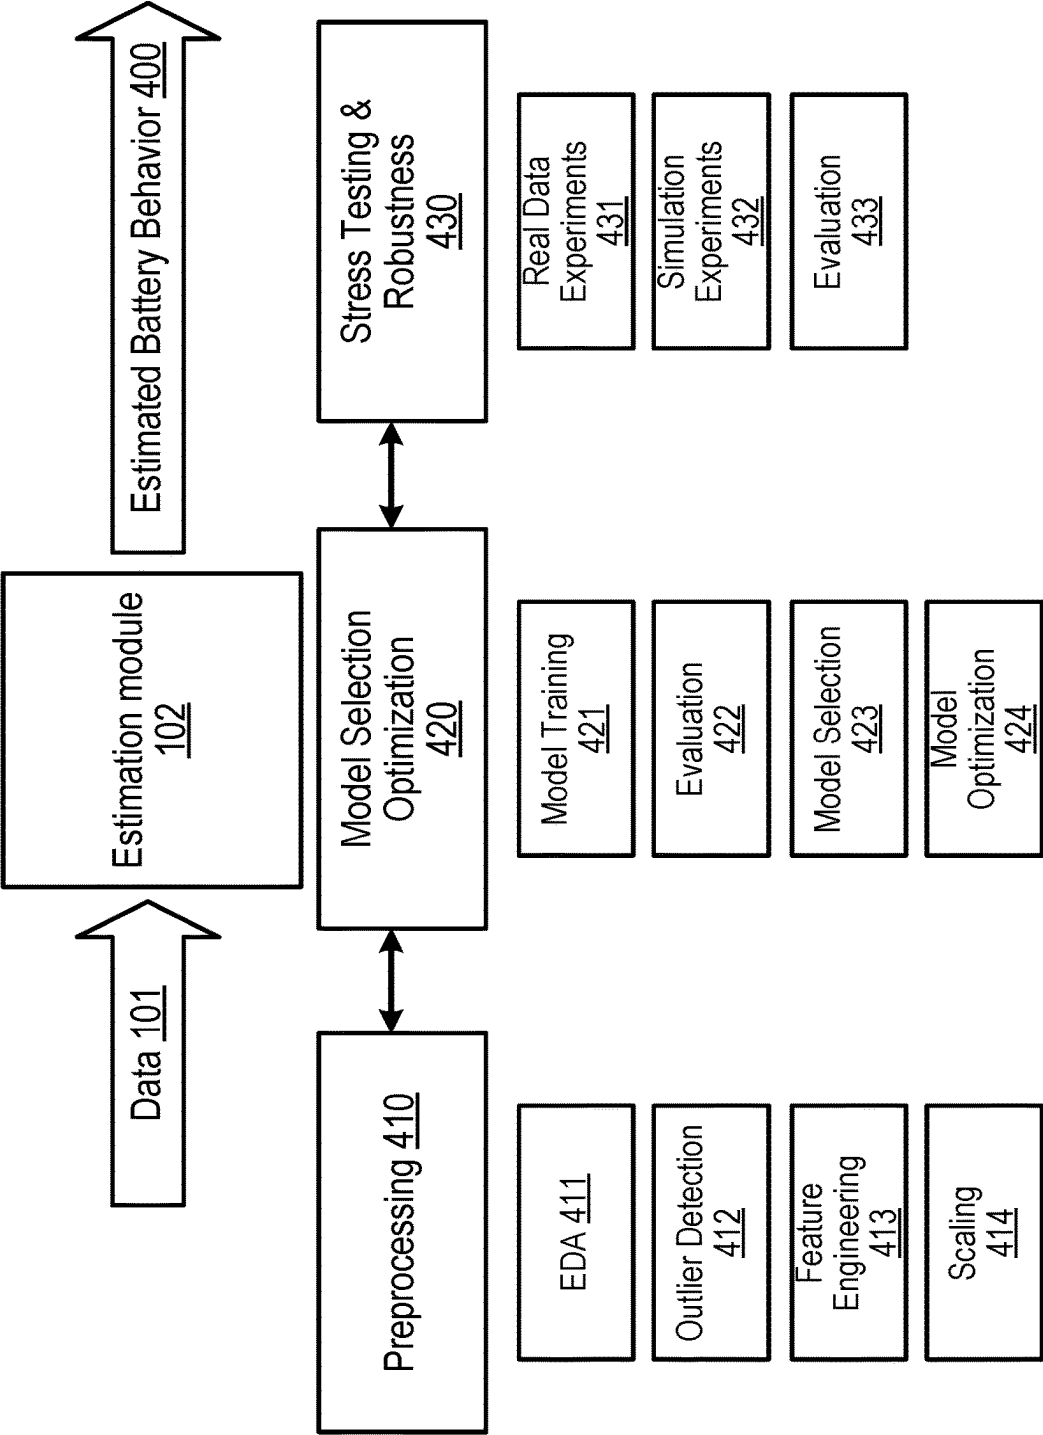 Data 101
Estimation module
102
Estimated Battery Behavior 400
Preprocessing 410
Model Selection
Optimization
420
Stress Testing &
Robustness
430
EDA 411
Outlier Detection
412
Feature
Engineering
413
Scaling
414
Model Training
421
Evaluation
422
Model Selection
423
Model
Optimization
424
Real Data
Experiments
431
Simulation
Experiments
432
Evaluation
433